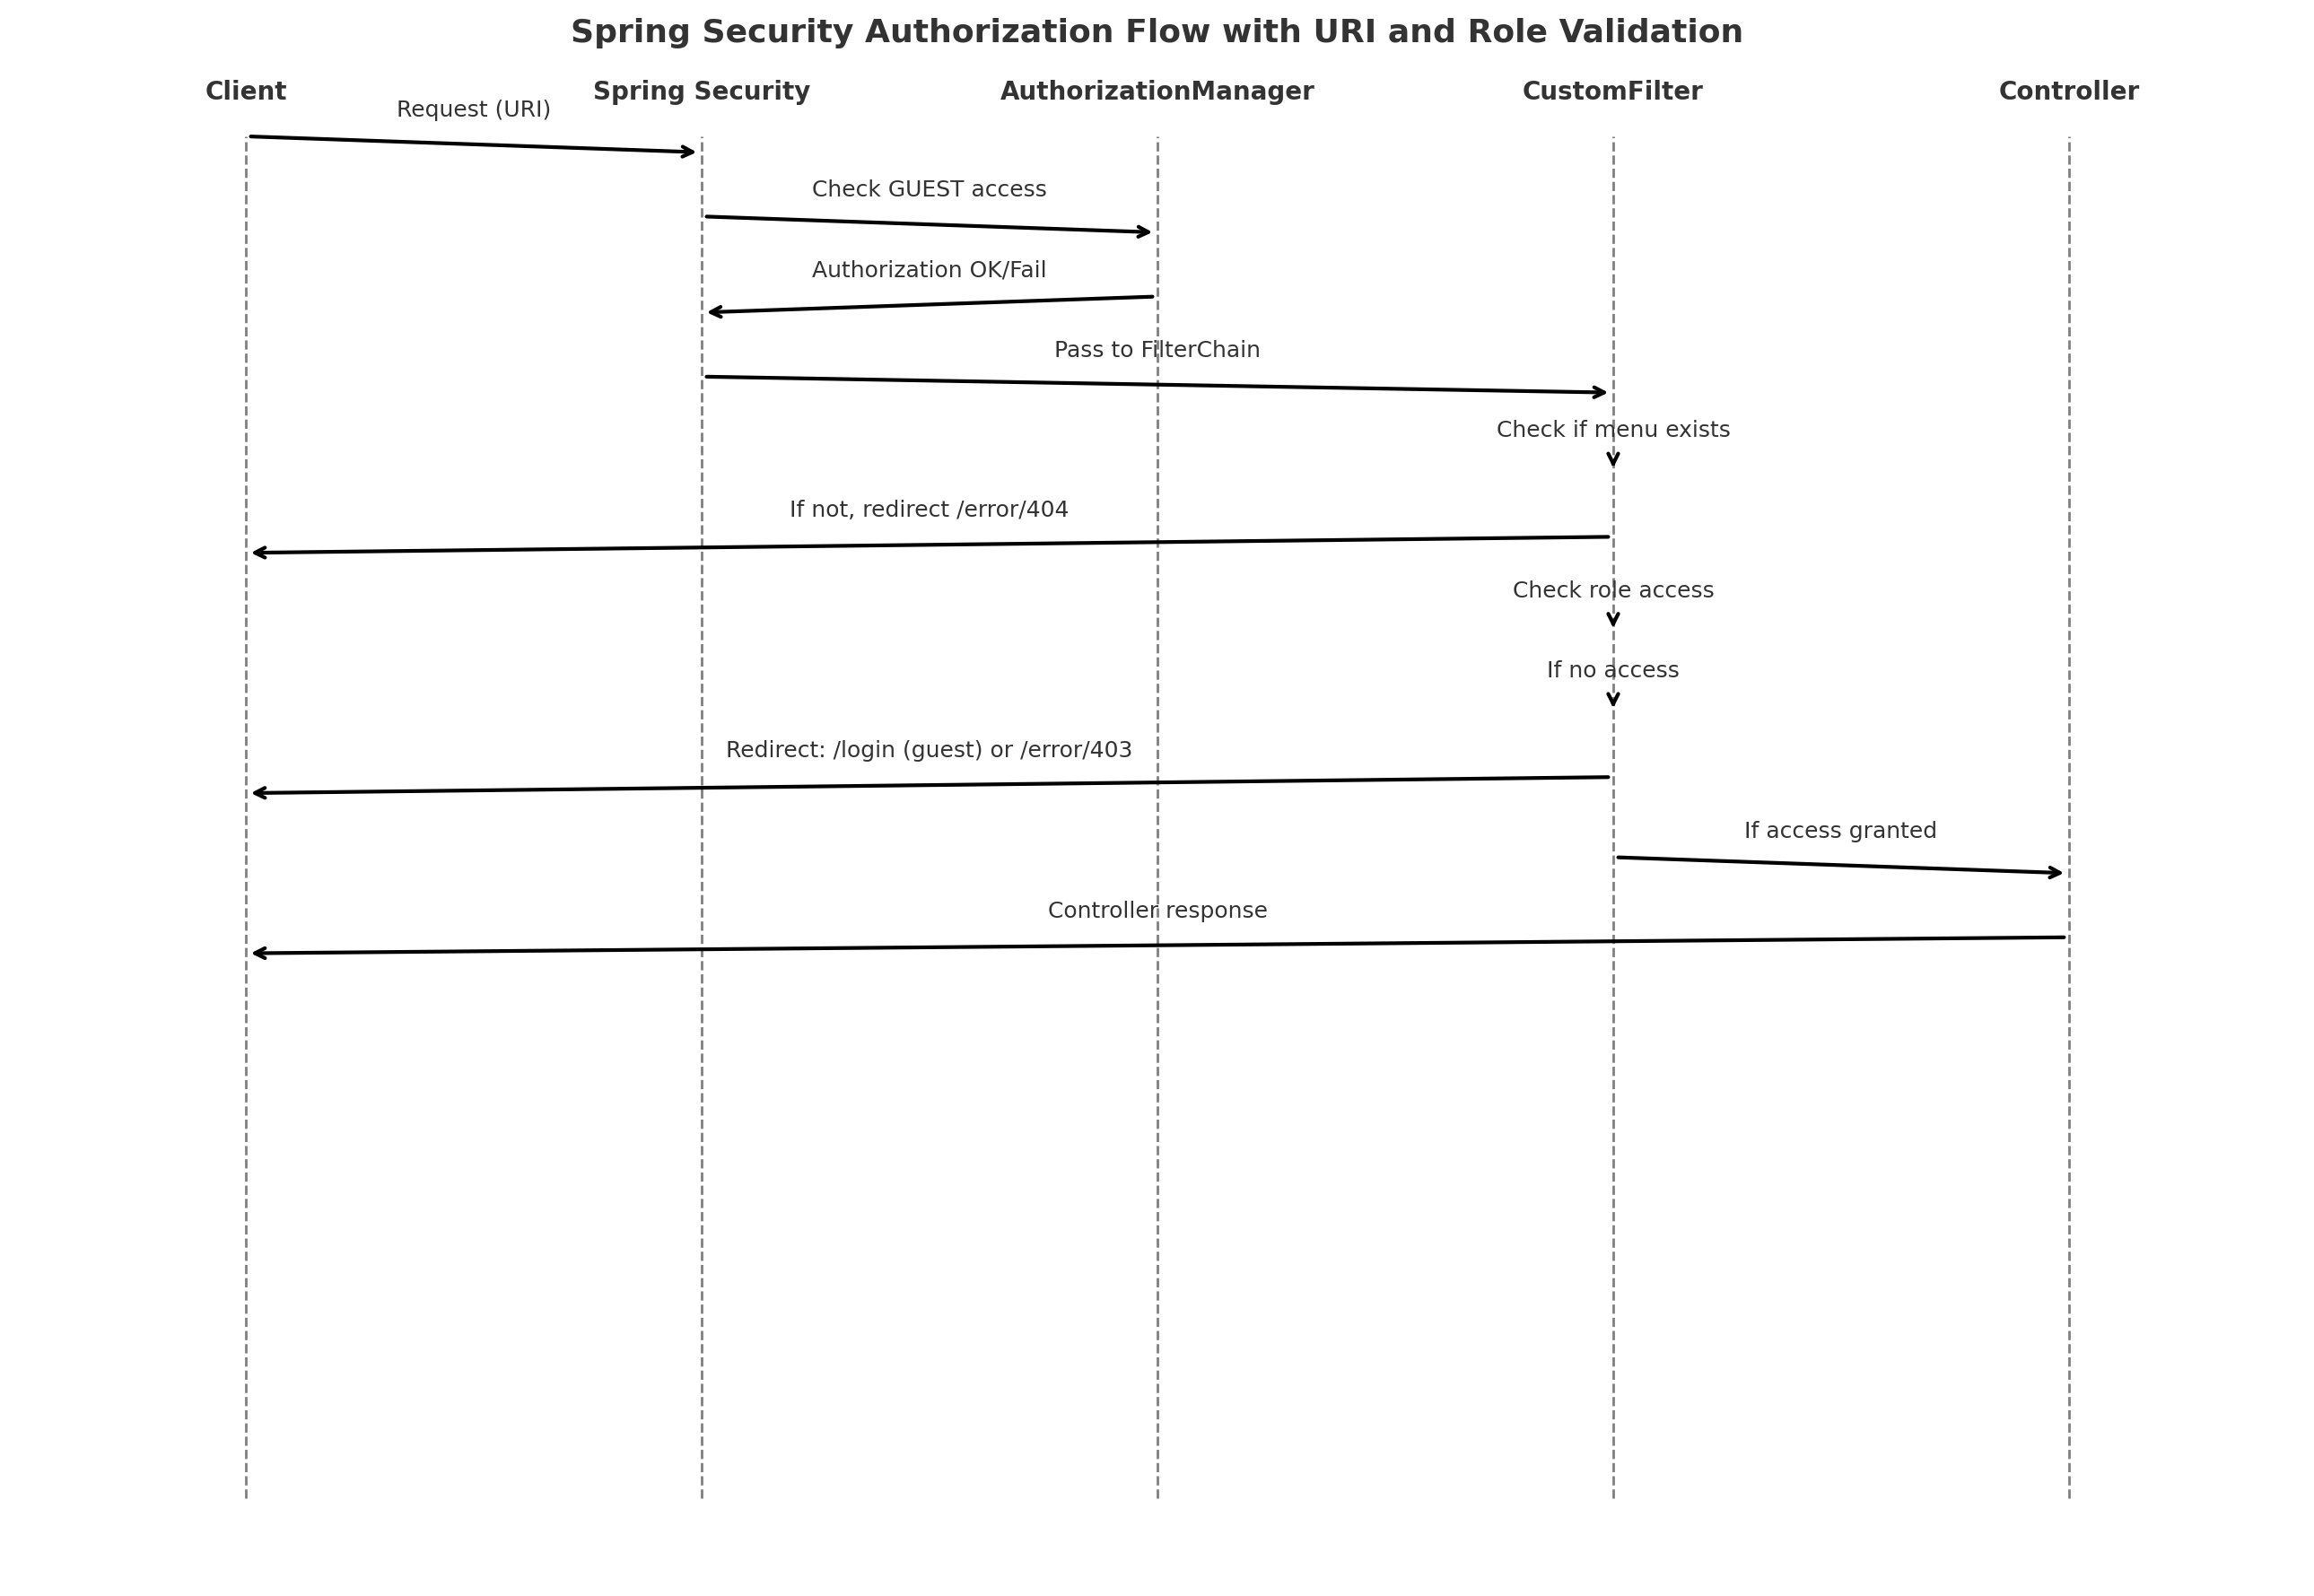 Spring Security Authorization Flow with URI and Role Validation
Client
Spring Security
AuthorizationManager
CustomFilter
Controller
Request (URI)
Check GUEST access
Authorization OK/Fail
Pass to FilterChain
Check if menu exists
If not, redirect /error/404
Check role access
If no access
Redirect: /login (guest) or /error/403
If access granted
Controller response